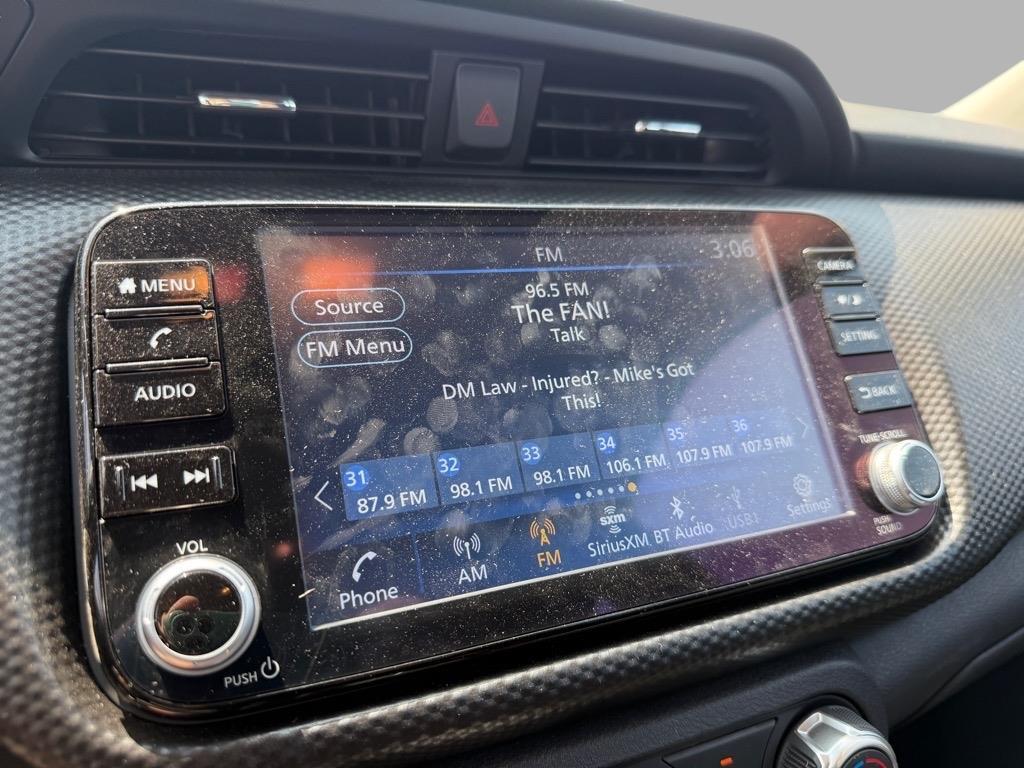 MENU
AUDIO
VOL
PUSH
FM
3:06
Source
FM Menu
96.5 FM
The FAN!
Talk
DM Law - Injured? - Mike's Got
This!
31
87.9 FM
32
98.1 FM
33
98.1 FM
34
106.1 FM
35
107.9 FM
36
107.9 FM
Phone
AM
FM
sxm
SiriusXM
BT Audio
USB1
Settings
CAMERA
SETTING
BACK
TUNE·SCROLL
PUSH
SOUND